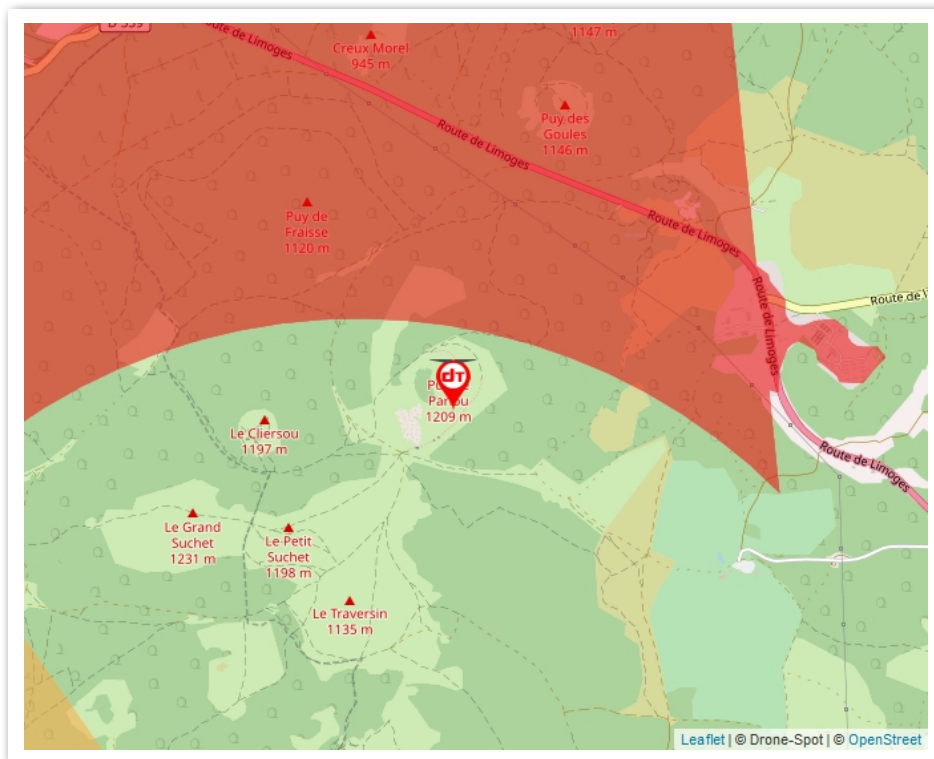 D 559
Route de Limoges
Creux Morel
945 m
1147 m
Puy des
Goules
1146 m
Route de Limoges
Puy de
Fraisse
1120 m
Route de Limoges
Route de l
Route de Limoges
dT
1209 m
Le Cliersou
1197 m
Route de Limoges
Le Grand
Suchet
1231 m
Le Petit
Suchet
1198 m
Le Traversin
1135 m
Leaflet | © Drone-Spot | © OpenStreet